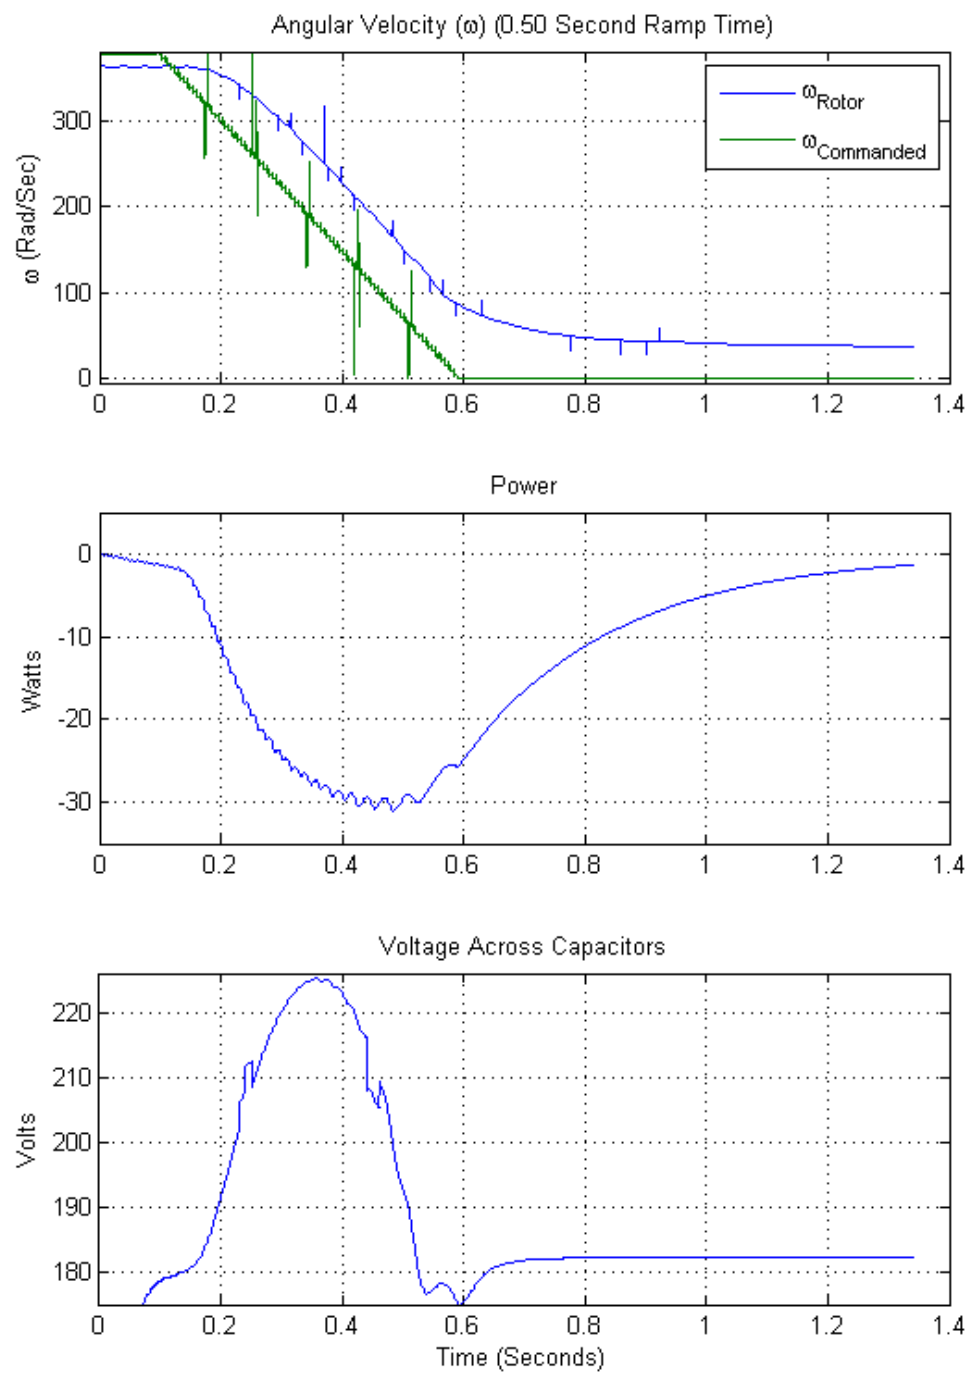 Angular Velocity (ω) (0.50 Second Ramp Time)
ω (Rad/Sec)
300
200
100
0
ωRotor
ωCommanded
0 0.2 0.4 0.6 0.8 1 1.2 1.4
Power
Watts
0
-10
-20
-30
0 0.2 0.4 0.6 0.8 1 1.2 1.4
Voltage Across Capacitors
Volts
220
210
200
190
180
0 0.2 0.4 0.6 0.8 1 1.2 1.4
Time (Seconds)